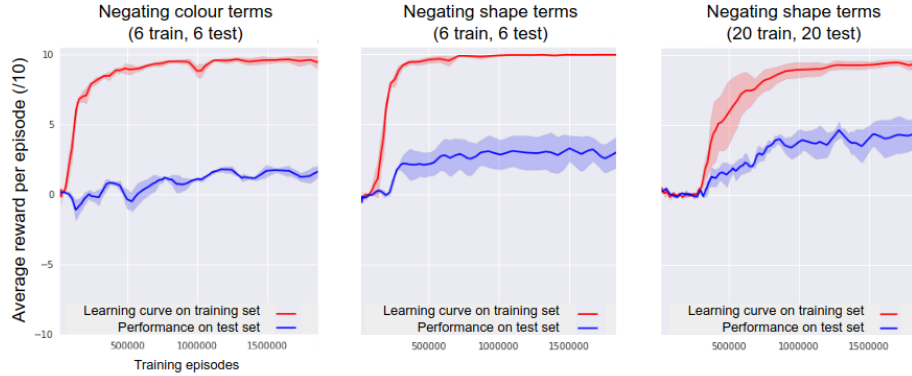 Negating colour terms
(6 train, 6 test)
Negating shape terms
(6 train, 6 test)
Negating shape terms
(20 train, 20 test)
Average reward per episode (/10)
10
5
0
−5
−10
Learning curve on training set
Performance on test set
Learning curve on training set
Performance on test set
Learning curve on training set
Performance on test set
500000 1000000 1500000
500000 1000000 1500000
500000 1000000 1500000
Training episodes